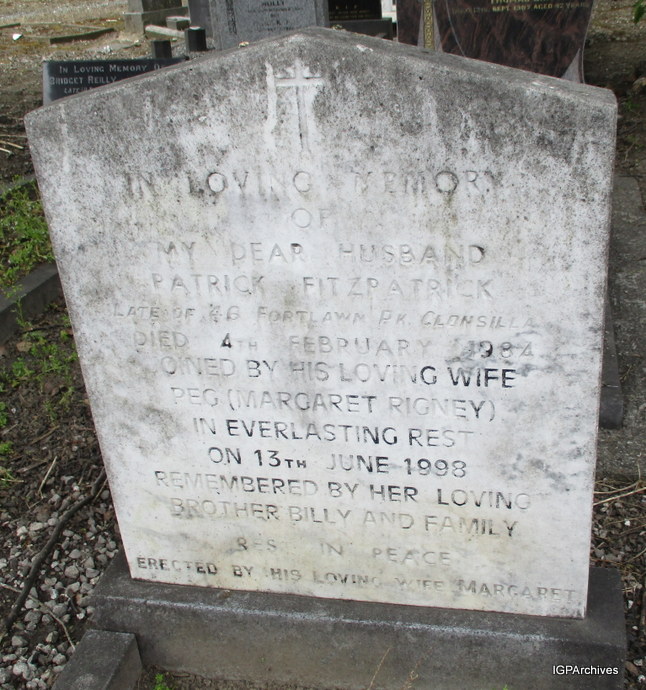 IN LOVING MEMORY
BRIDGET REILLY
IN LOVING MEMORY
OF
MY DEAR HUSBAND
PATRICK FITZPATRICK
LATE OF FORTLAWN PK. CLONSILLA
DIED 4TH FEBRUARY 1984
JOINED BY HIS LOVING WIFE
PEG (MARGARET RIGNEY)
IN EVERLASTING REST
ON 13TH JUNE 1998
REMEMBERED BY HER LOVING
BROTHER BILLY AND FAMILY
REST IN PEACE
ERECTED BY HIS LOVING WIFE MARGARET
IGPArchives